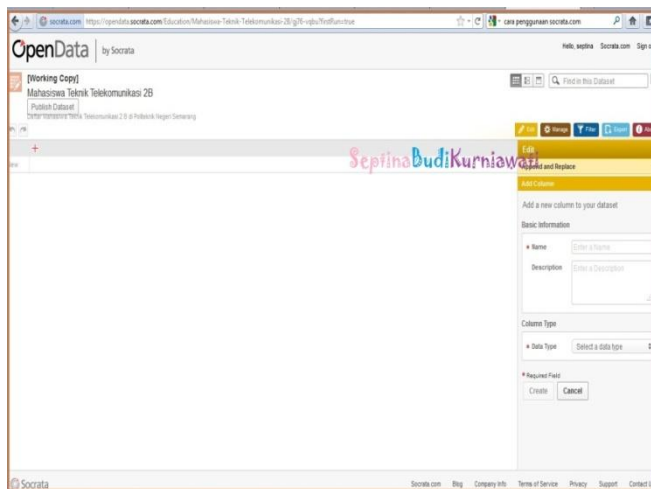 socrata.com https://opendata.socrata.com/Education/Mahasiswa-Teknik-Telekomunikasi-2B/g76-vqbs?firstRun=true
cara penggunaan socrata.com
OpenData by Socrata
Hello, septina Socrata.com Sign
[Working Copy]
Mahasiswa Teknik Telekomunikasi 2B
Find in this Dataset
Publish Dataset
Daftar Mahasiswa Teknik Telekomunikasi 2 B di Politeknik Negeri Semarang
Edit Manage Filter Export
+
Edit
SeptinaBudiKurniawati
Append and Replace
Add Column
Add a new column to your dataset
Basic Information
* Name Enter a Name
Description Enter a Description
Column Type
* Data Type Select a data type
* Required Field
Create Cancel
Socrata
Socrata.com Blog Company Info Terms of Service Privacy Support Contact